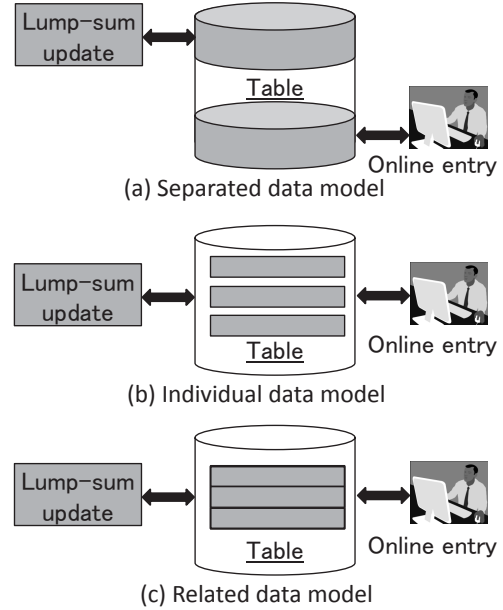 Lump-sum
update
Table
Online entry
(a) Separated data model
Lump-sum
update
Table
Online entry
(b) Individual data model
Lump-sum
update
Table
Online entry
(c) Related data model